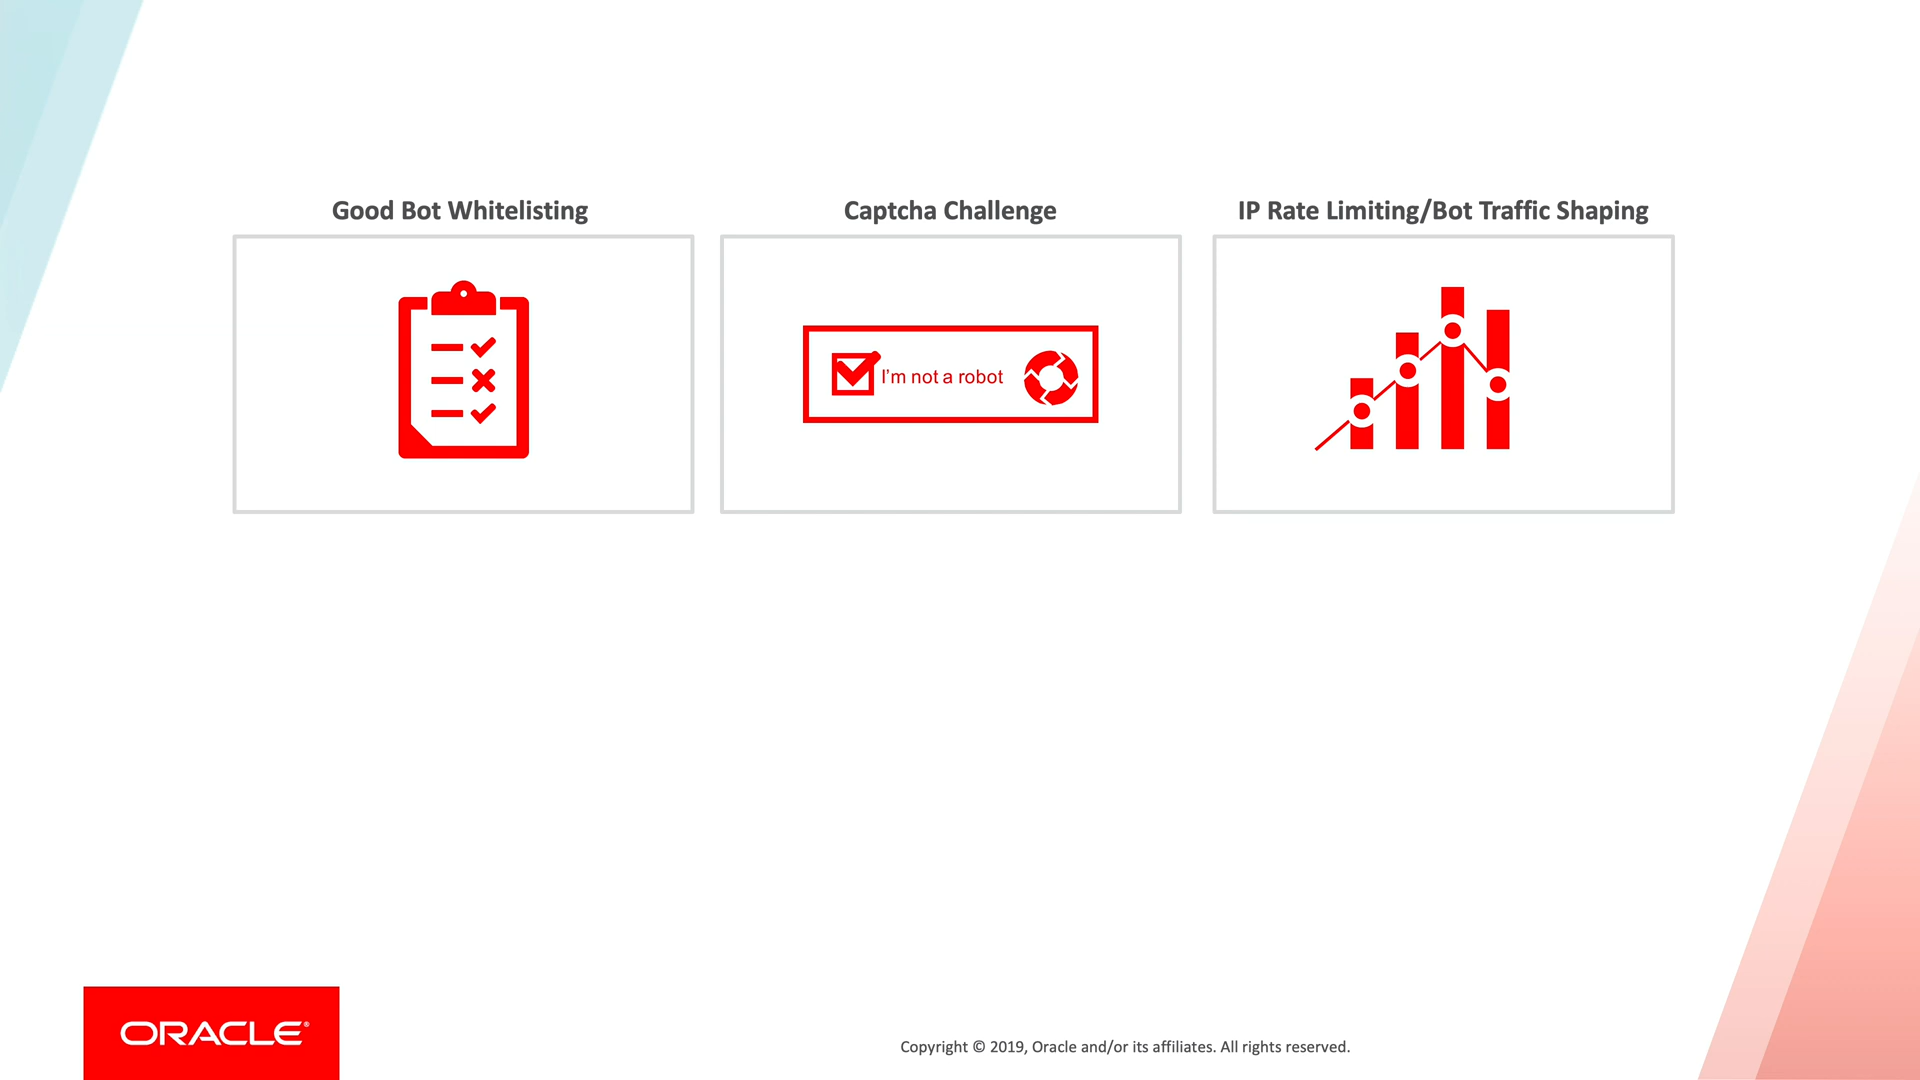 Good Bot Whitelisting
Captcha Challenge
IP Rate Limiting/Bot Traffic Shaping
I'm not a robot
ORACLE®
Copyright © 2019, Oracle and/or its affiliates. All rights reserved.